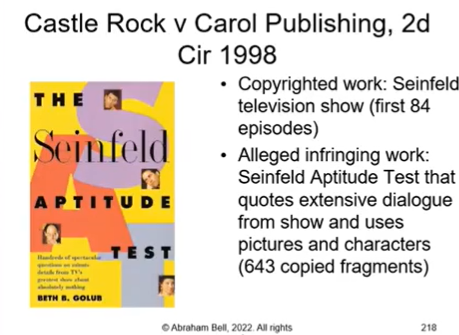 Castle Rock v Carol Publishing, 2d
Cir 1998
THE
Seinfeld
APTITUDE
TEST
Hundreds of spectacular
questions on minute
details from TV's
greatest show about
absolutely nothing
BETH B. GOLUB
• Copyrighted work: Seinfeld
television show (first 84
episodes)
• Alleged infringing work:
Seinfeld Aptitude Test that
quotes extensive dialogue
from show and uses
pictures and characters
(643 copied fragments)
© Abraham Bell, 2022. All rights
218